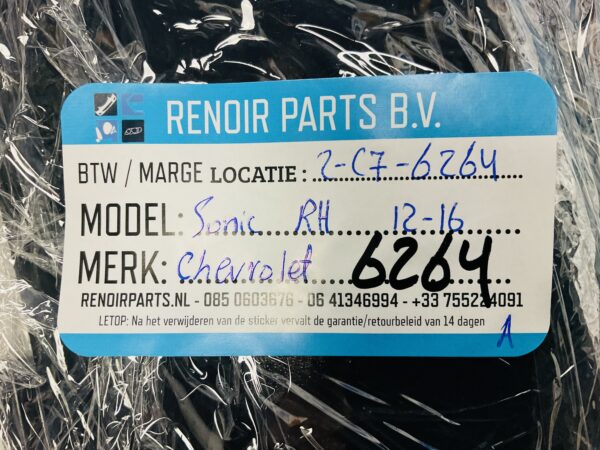 RENOIR PARTS B.V.
BTW / MARGE LOCATIE: 2-C7-6264
MODEL: Sonic RH 12-16
MERK: Chevrolet 6264
RENOIRPARTS.NL - 085 0603676 - 06 41346994 - +33 755224091
LETOP: Na het verwijderen van de sticker vervalt de garantie/retourbeleid van 14 dagen
A